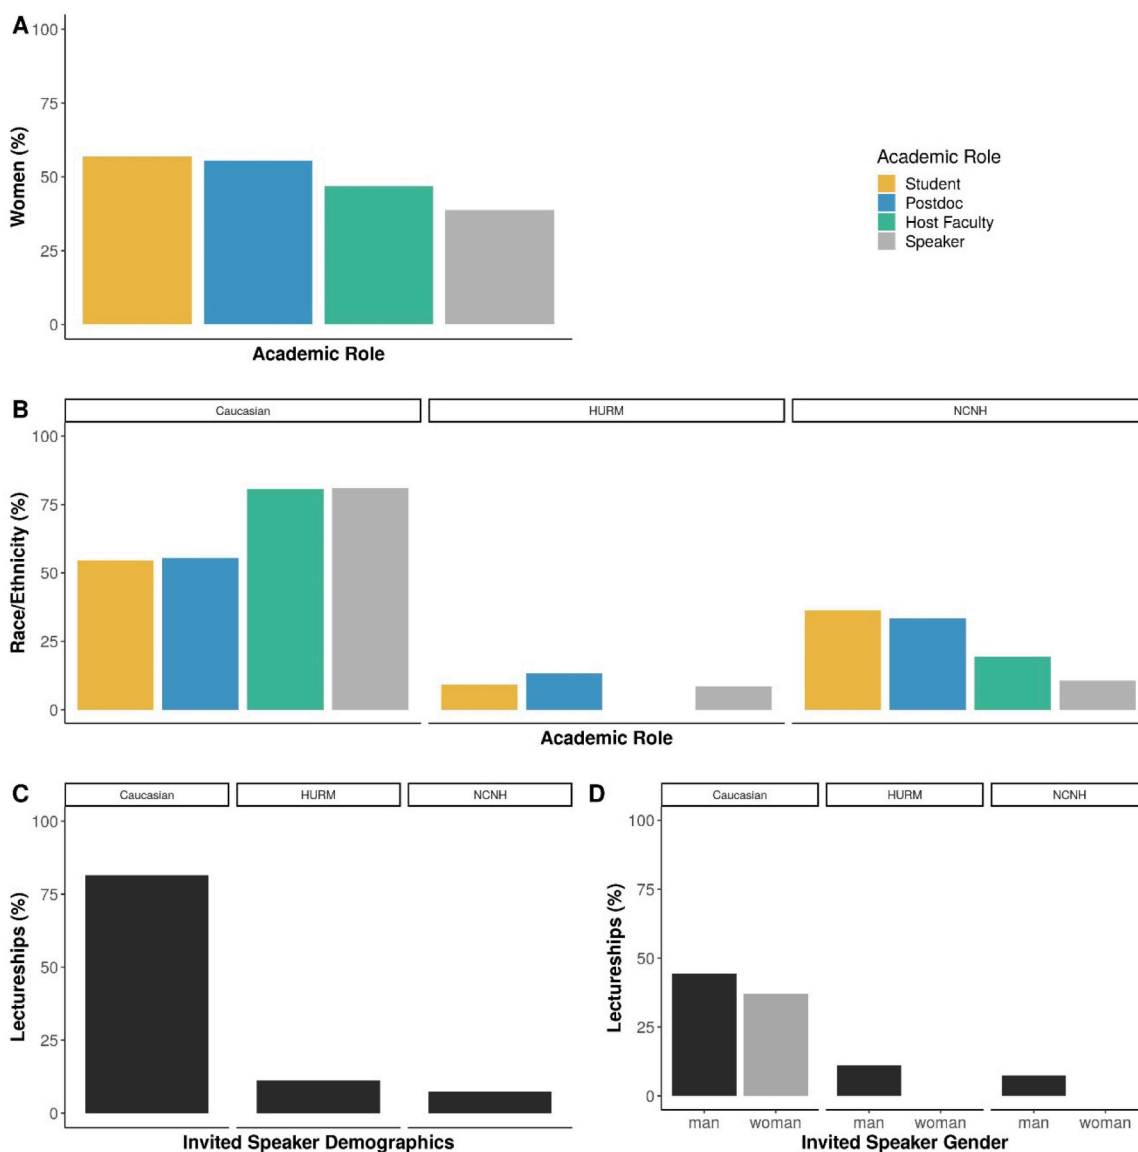 A
100
75
50
25
0
Women (%)
Academic Role
Academic Role
Student
Postdoc
Host Faculty
Speaker
B
Caucasian
HURM
NCNH
100
75
50
25
0
Race/Ethnicity (%)
Academic Role
C
Caucasian
HURM
NCNH
100
75
50
25
0
Lectureships (%)
Invited Speaker Demographics
D
Caucasian
HURM
NCNH
100
75
50
25
0
Lectureships (%)
man
woman
man
woman
man
woman
Invited Speaker Gender